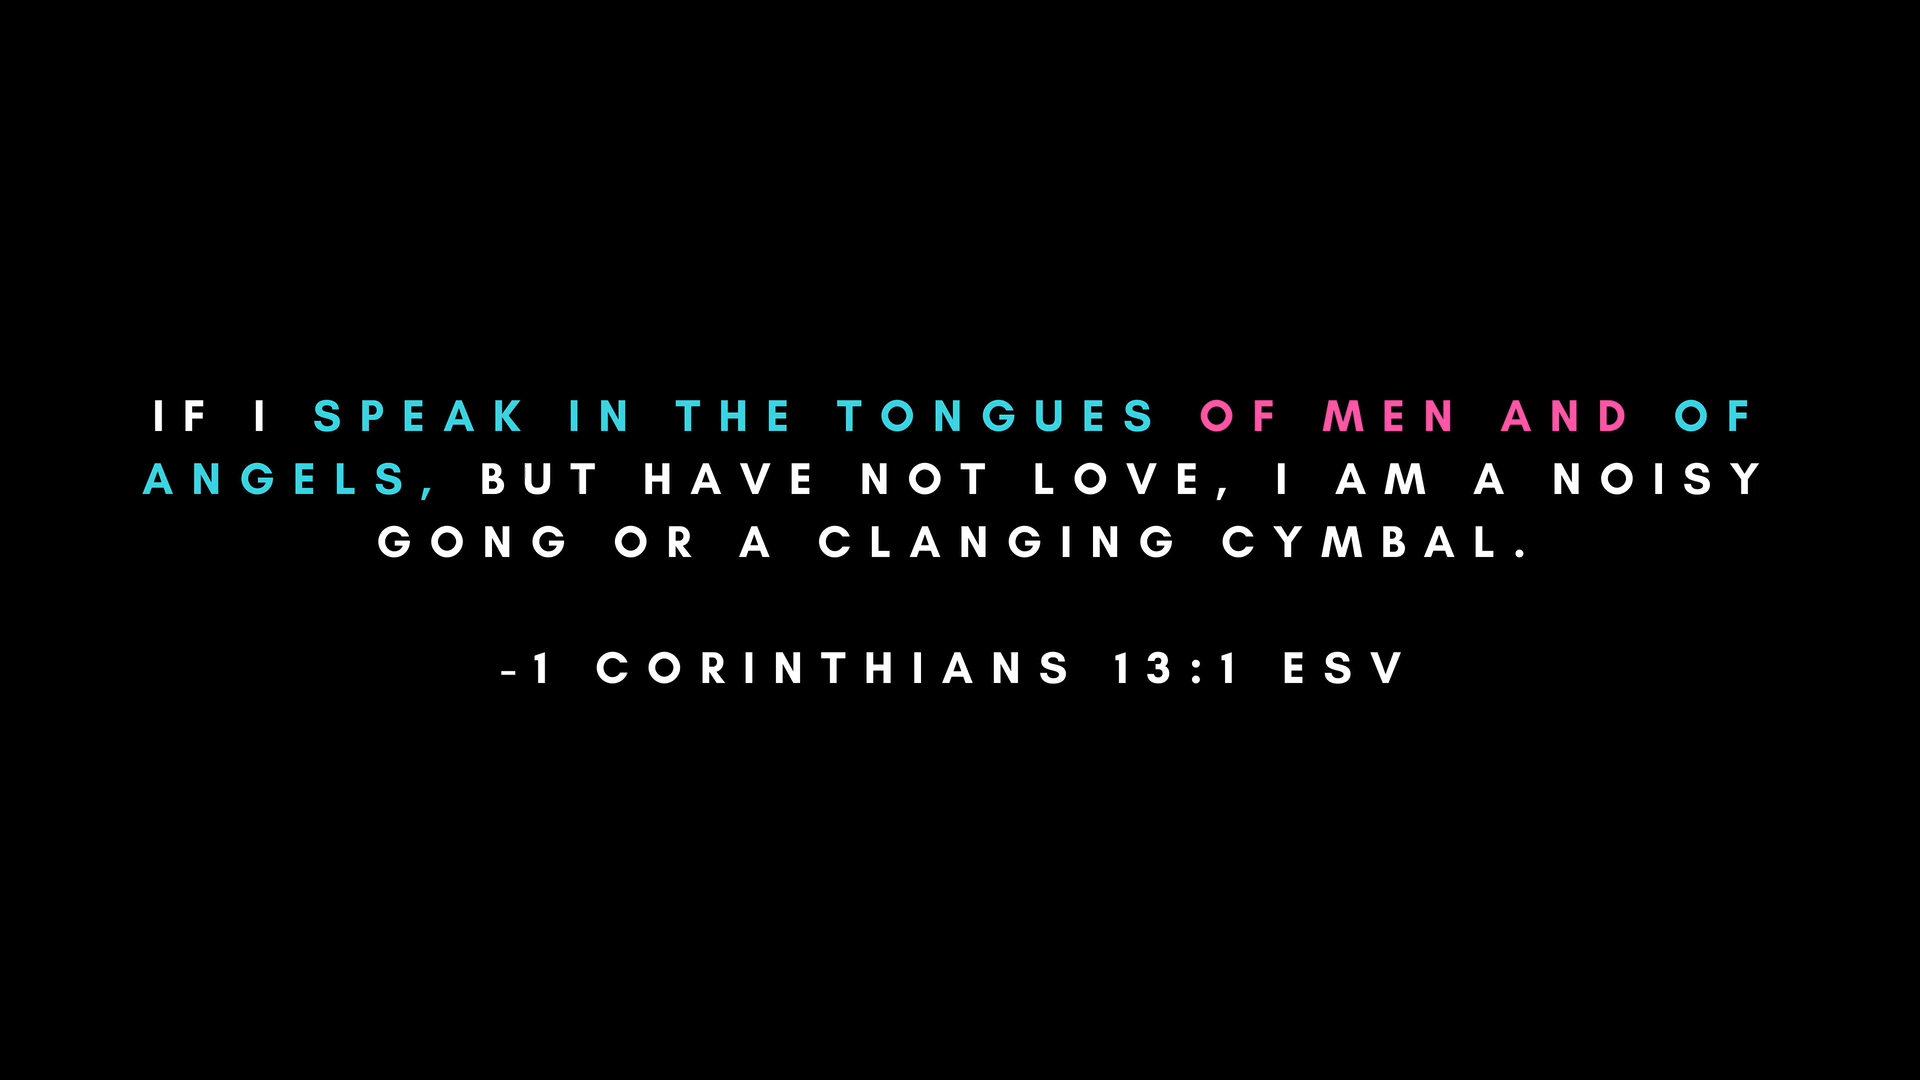 IF I SPEAK IN THE TONGUES OF MEN AND OF
ANGELS, BUT HAVE NOT LOVE, I AM A NOISY
GONG OR A CLANGING CYMBAL.
-1 CORINTHIANS 13:1 ESV